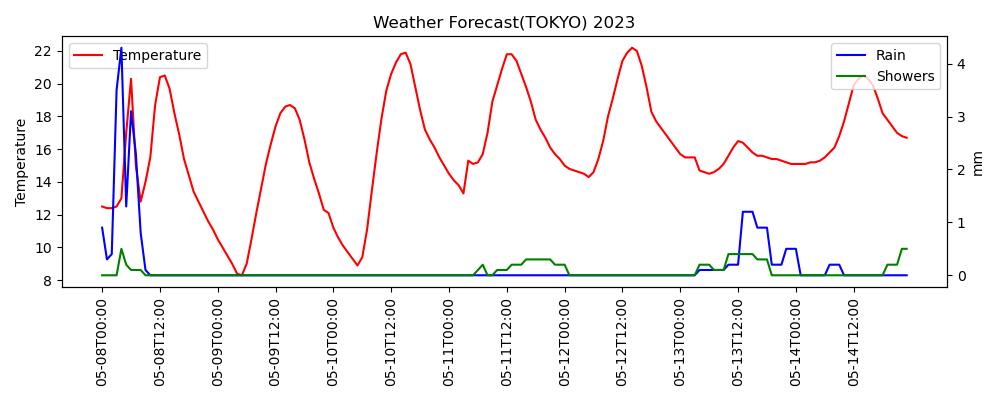 Weather Forecast(TOKYO) 2023
Temperature
Rain
Showers
Temperature
22
20
18
16
14
12
10
8
4
3
2
1
0
mm
05-08T00:00
05-08T12:00
05-09T00:00
05-09T12:00
05-10T00:00
05-10T12:00
05-11T00:00
05-11T12:00
05-12T00:00
05-12T12:00
05-13T00:00
05-13T12:00
05-14T00:00
05-14T12:00